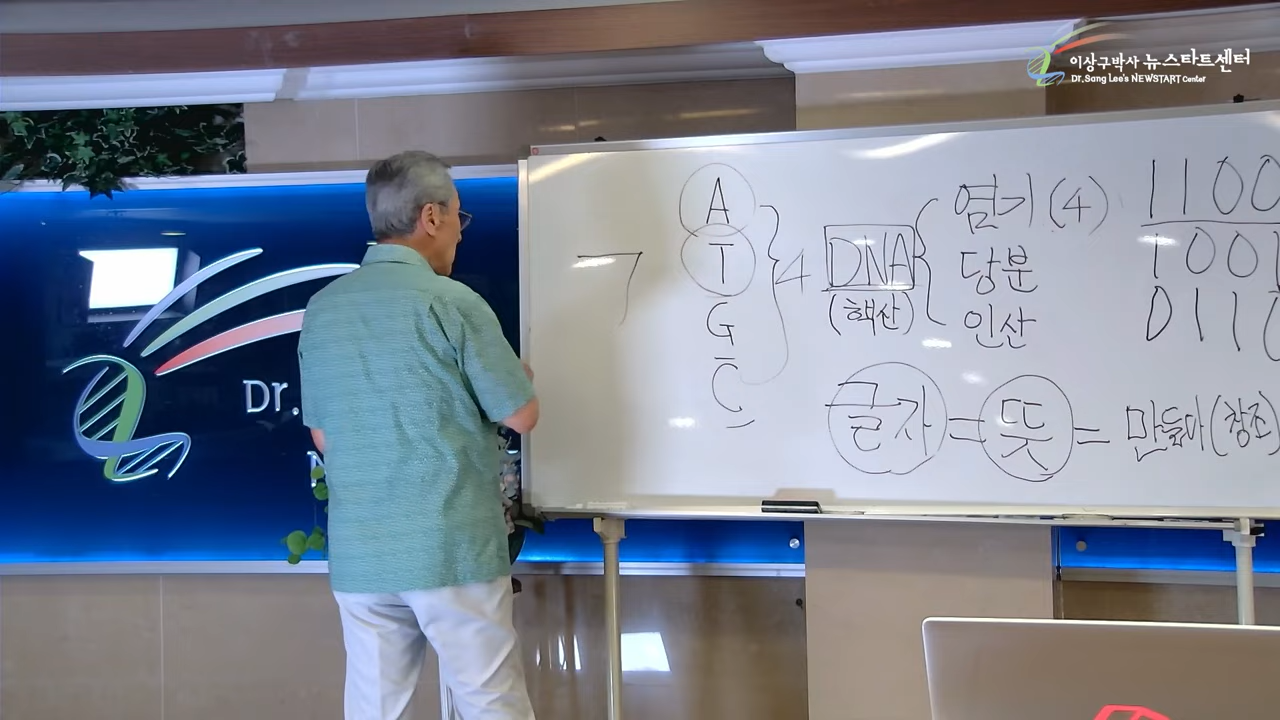 이상구박사 뉴스타트센터
Dr. Sang Lee's NEWSTART Center
Dr.
N
ㄱ
A
T
G
C
4
DNA
(핵산)
염기(4)
당분
인산
1100
1001
0110
글자 = 뜻 = 만들다(창조)